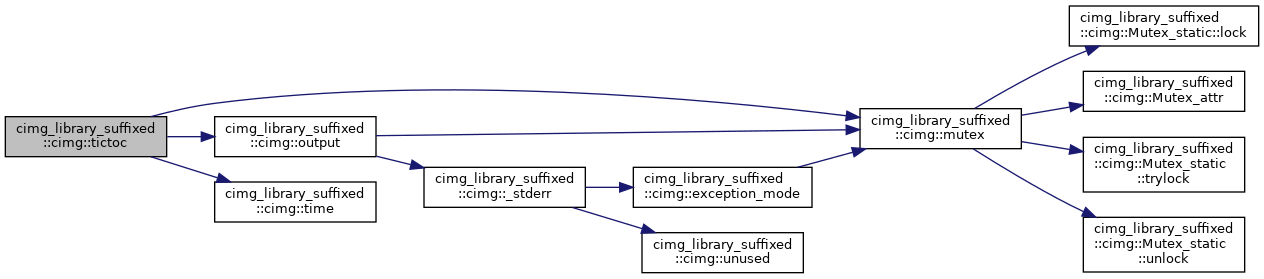 cimg_library_suffixed
::cimg::tictoc
cimg_library_suffixed
::cimg::output
cimg_library_suffixed
::cimg::time
cimg_library_suffixed
::cimg::_stderr
cimg_library_suffixed
::cimg::exception_mode
cimg_library_suffixed
::cimg::unused
cimg_library_suffixed
::cimg::mutex
cimg_library_suffixed
::cimg::Mutex_static::lock
cimg_library_suffixed
::cimg::Mutex_attr
cimg_library_suffixed
::cimg::Mutex_static
::trylock
cimg_library_suffixed
::cimg::Mutex_static
::unlock